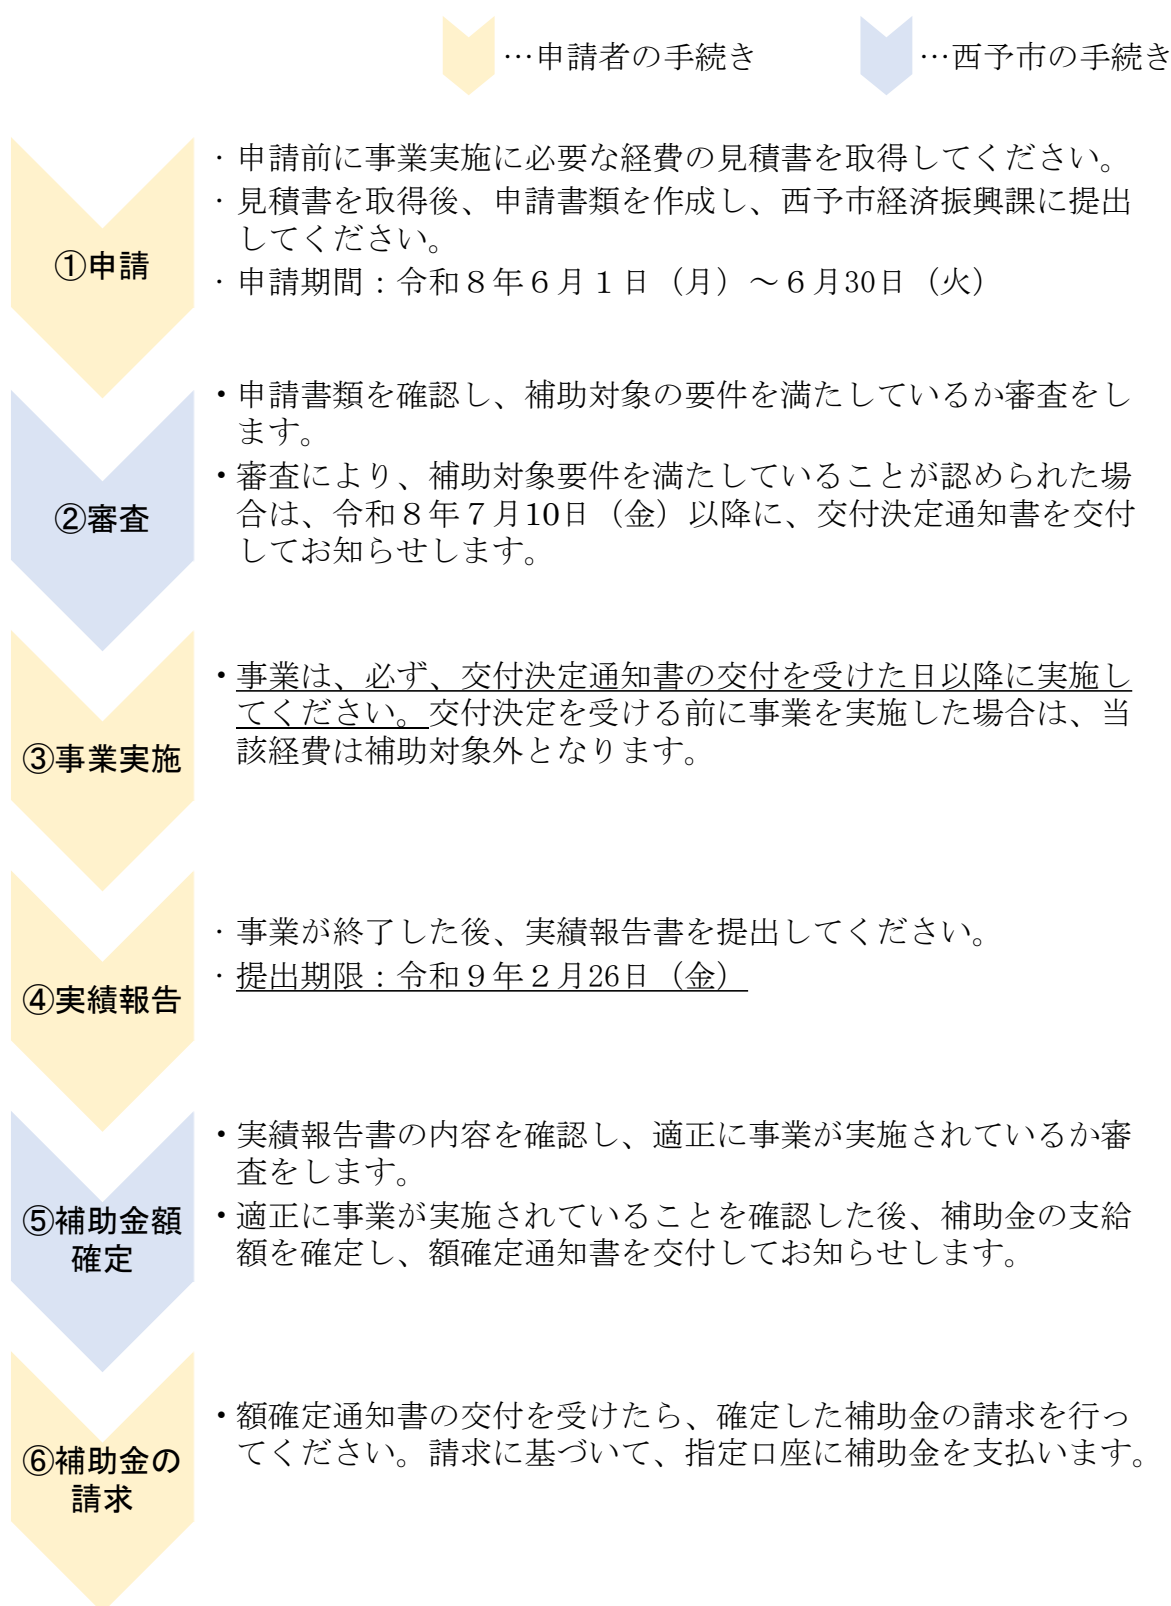 …申請者の手続き
…西予市の手続き
①申請
・申請前に事業実施に必要な経費の見積書を取得してください。
・見積書を取得後、申請書類を作成し、西予市経済振興課に提出
してください。
・申請期間：令和８年６月１日（月）～６月30日（火）
②審査
・申請書類を確認し、補助対象の要件を満たしているか審査をし
ます。
・審査により、補助対象要件を満たしていることが認められた場
合は、令和８年７月10日（金）以降に、交付決定通知書を交付
してお知らせします。
③事業実施
・事業は、必ず、交付決定通知書の交付を受けた日以降に実施し
てください。交付決定を受ける前に事業を実施した場合は、当
該経費は補助対象外となります。
④実績報告
・事業が終了した後、実績報告書を提出してください。
・提出期限：令和９年２月26日（金）
⑤補助金額
確定
・実績報告書の内容を確認し、適正に事業が実施されているか審
査をします。
・適正に事業が実施されていることを確認した後、補助金の支給
額を確定し、額確定通知書を交付してお知らせします。
⑥補助金の
請求
・額確定通知書の交付を受けたら、確定した補助金の請求を行っ
てください。請求に基づいて、指定口座に補助金を支払います。